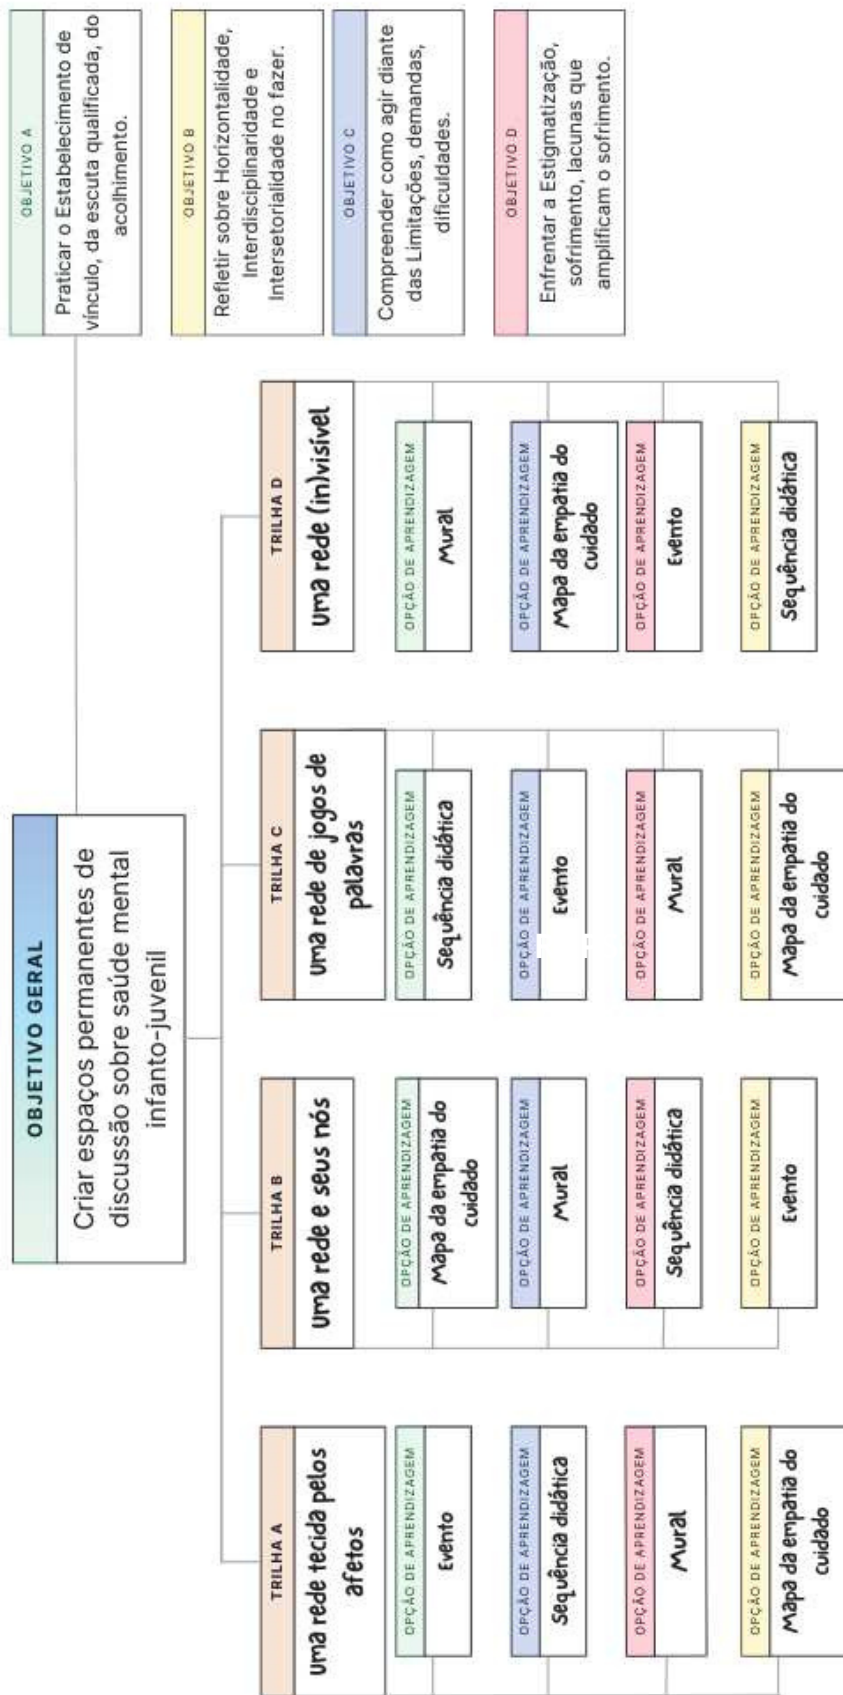 OBJETIVO GERAL
Criar espaços permanentes de
discussão sobre saúde mental
infanto-juvenil
OBJETIVO A
Praticar o Estabelecimento de
vínculo, da escuta qualificada, do
acolhimento.
OBJETIVO B
Refletir sobre Horizontalidade,
Interdisciplinaridade e
Intersetorialidade no fazer.
OBJETIVO C
Compreender como agir diante
das Limitações, demandas,
dificuldades.
OBJETIVO D
Enfrentar a Estigmatização,
sofrimento, lacunas que
amplificam o sofrimento.
TRILHA A
uma rede tecida pelos
afetos
OPÇÃO DE APRENDIZAGEM
Evento
OPÇÃO DE APRENDIZAGEM
Sequência didática
OPÇÃO DE APRENDIZAGEM
Mural
OPÇÃO DE APRENDIZAGEM
Mapa da empatia do
cuidado
TRILHA B
uma rede e seus nós
OPÇÃO DE APRENDIZAGEM
Mapa da empatia do
cuidado
OPÇÃO DE APRENDIZAGEM
Mural
OPÇÃO DE APRENDIZAGEM
Sequência didática
OPÇÃO DE APRENDIZAGEM
Evento
TRILHA C
uma rede de jogos de
palavras
OPÇÃO DE APRENDIZAGEM
Sequência didática
OPÇÃO DE APRENDIZAGEM
Evento
OPÇÃO DE APRENDIZAGEM
Mural
OPÇÃO DE APRENDIZAGEM
Mapa da empatia do
cuidado
TRILHA D
uma rede (in)visível
OPÇÃO DE APRENDIZAGEM
Mural
OPÇÃO DE APRENDIZAGEM
Mapa da empatia do
cuidado
OPÇÃO DE APRENDIZAGEM
Evento
OPÇÃO DE APRENDIZAGEM
Sequência didática